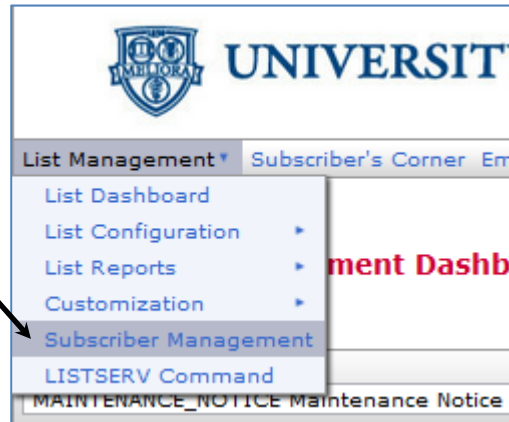 MELIORA
UNIVERSIT
List Management Subscriber's Corner Em
List Dashboard
List Configuration
List Reports
ment Dashb
Customization
Subscriber Management
LISTSERV Command
MAINTENANCE_NOTICE Maintenance Notice